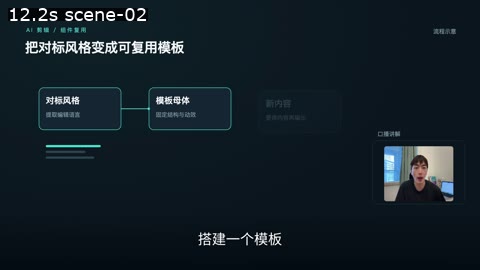 12.2s scene-02
AI 剪辑 / 组件复用
把对标风格变成可复用模板
流程示意
对标风格
提取编辑语言
模板母体
固定结构与动效
新内容
口播讲解
搭建一个模板